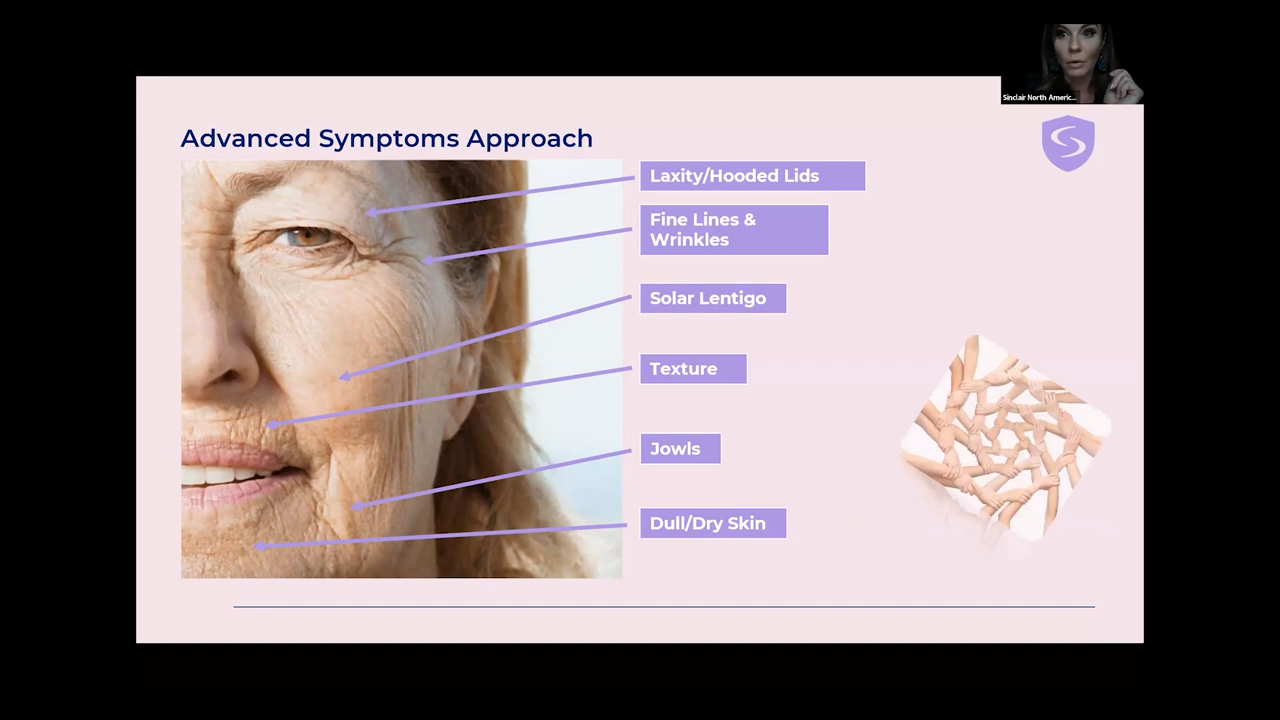 Sinclair North Americ...
Advanced Symptoms Approach
Laxity/Hooded Lids
Fine Lines &
Wrinkles
Solar Lentigo
Texture
Jowls
Dull/Dry Skin